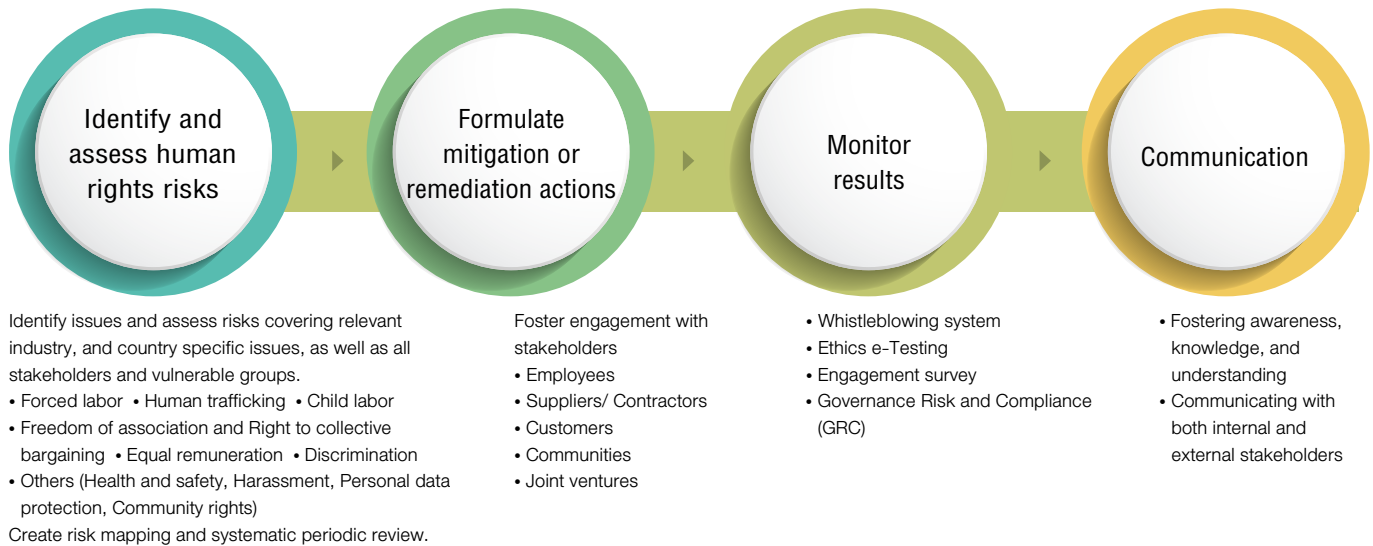 Identify and
assess human
rights risks
Formulate
mitigation or
remediation actions
Monitor
results
Communication
Identify issues and assess risks covering relevant
industry, and country specific issues, as well as all
stakeholders and vulnerable groups.
• Forced labor • Human trafficking • Child labor
• Freedom of association and Right to collective
bargaining • Equal remuneration • Discrimination
• Others (Health and safety, Harassment, Personal data
protection, Community rights)
Create risk mapping and systematic periodic review.
Foster engagement with
stakeholders
• Employees
• Suppliers/ Contractors
• Customers
• Communities
• Joint ventures
• Whistleblowing system
• Ethics e-Testing
• Engagement survey
• Governance Risk and Compliance
(GRC)
• Fostering awareness,
knowledge, and
understanding
• Communicating with
both internal and
external stakeholders